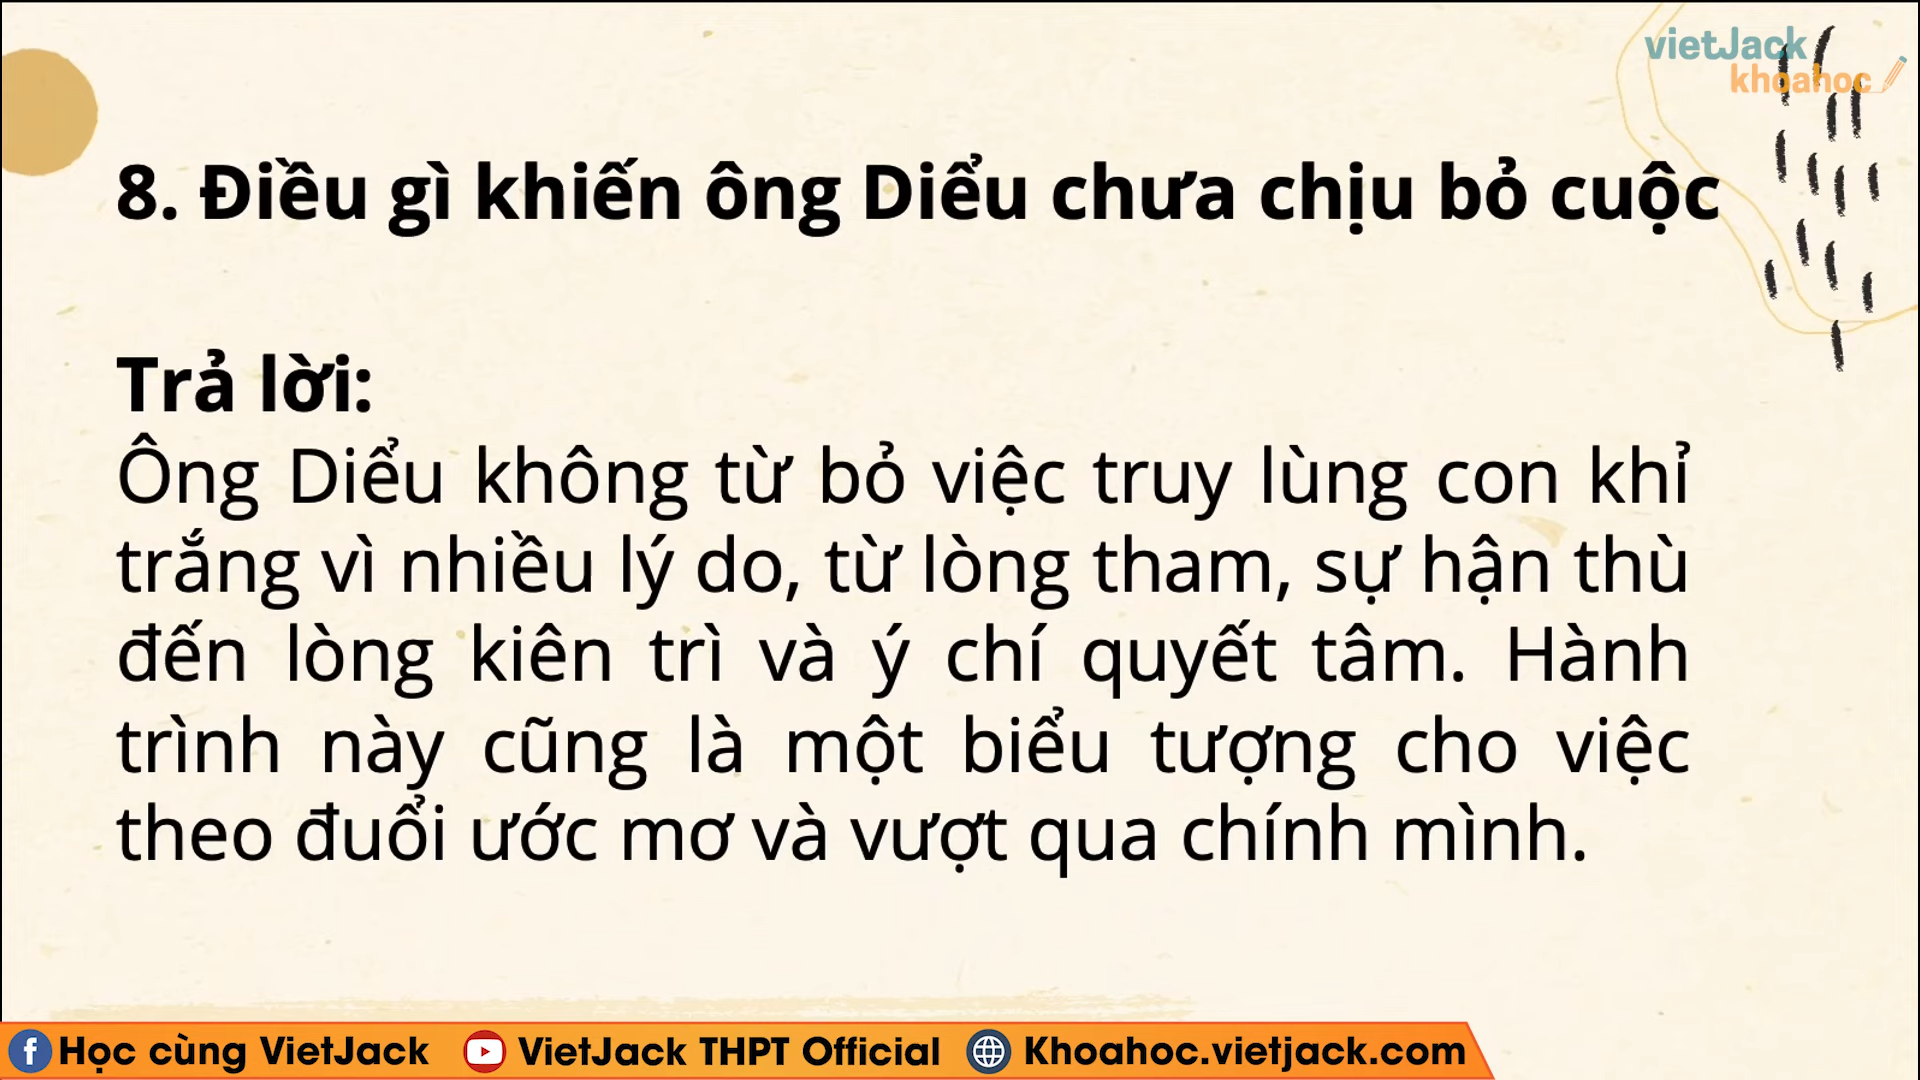 vietJack
khoahoc
8. Điều gì khiến ông Diểu chưa chịu bỏ cuộc
Trả lời:
Ông Diểu không từ bỏ việc truy lùng con khỉ
trắng vì nhiều lý do, từ lòng tham, sự hận thù
đến lòng kiên trì và ý chí quyết tâm. Hành
trình này cũng là một biểu tượng cho việc
theo đuổi ước mơ và vượt qua chính mình.
Học cùng VietJack VietJack THPT Official Khoahoc.vietjack.com